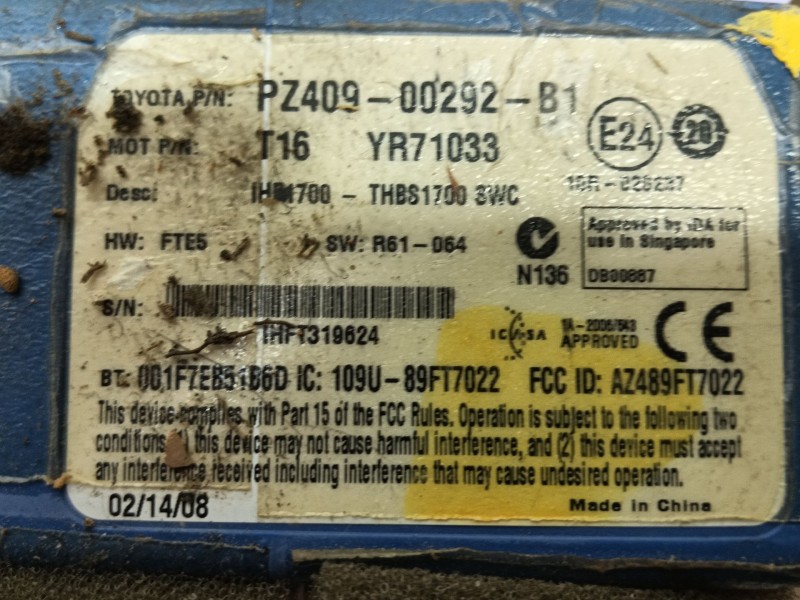 TOYOTA P/N: PZ409-00292-B1
MOT P/N: T16 YR71033
E24
Desc: THBS1700 SWC
HW: FTE5 SW: R61-064
N136
Approved by IDA for
use in Singapore
DB00887
S/N:
IHFT319624
ICASA
APPROVED
CE
BT: 001F7EB51B6D IC: 109U-89FT7022 FCC ID: AZ489FT7022
This device complies with Part 15 of the FCC Rules. Operation is subject to the following two
conditions (1) this device may not cause harmful interference, and (2) this device must accept
any interference received including interference that may cause undesired operation.
02/14/08 Made in China